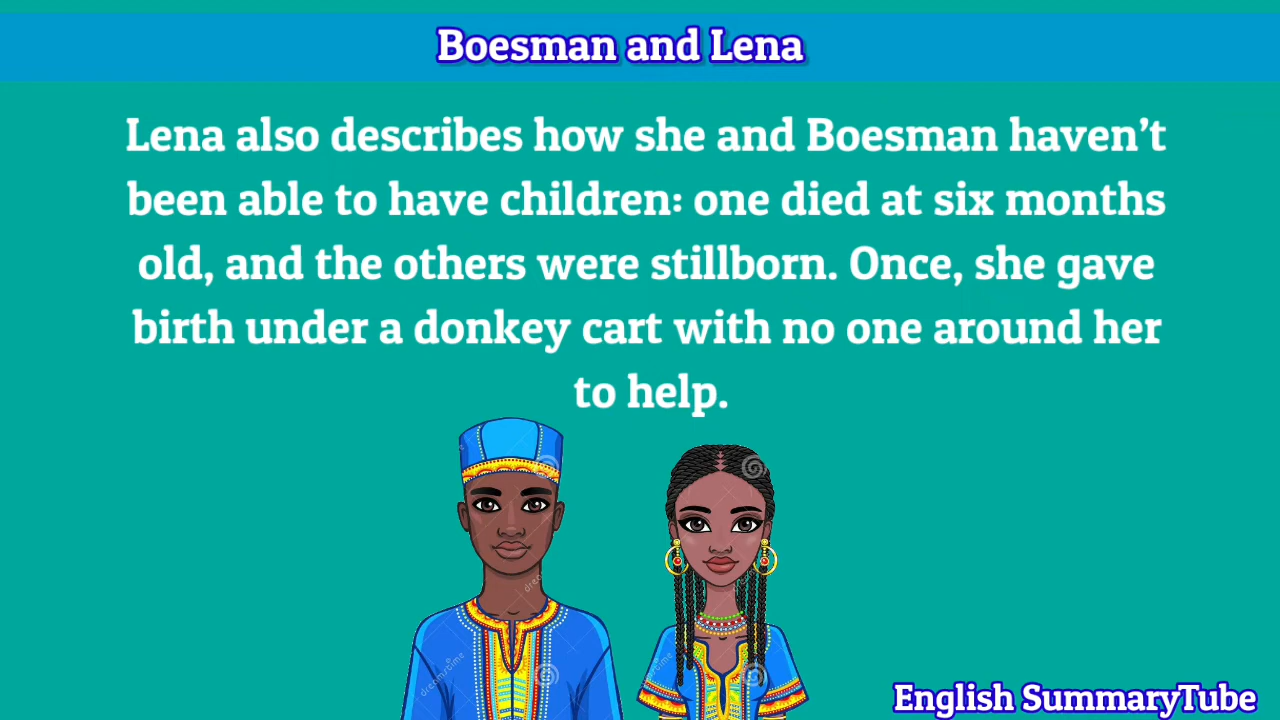 Boesman and Lena
Lena also describes how she and Boesman haven’t
been able to have children: one died at six months
old, and the others were stillborn. Once, she gave
birth under a donkey cart with no one around her
to help.
English SummaryTube